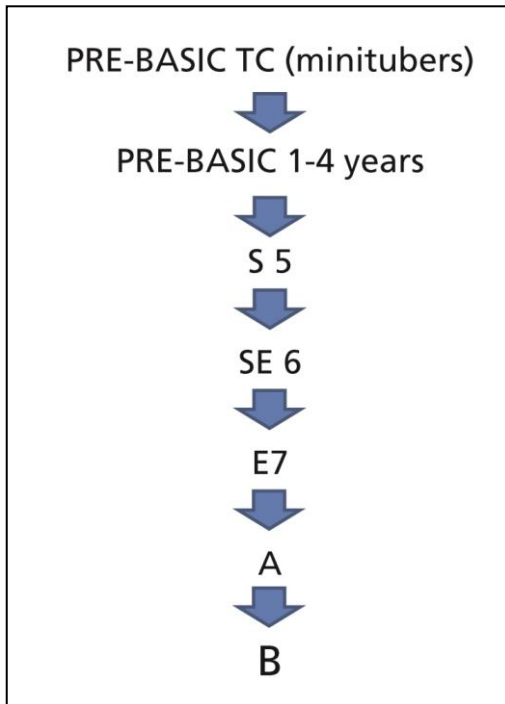 PRE-BASIC TC (minitubers)
PRE-BASIC 1-4 years
S 5
SE 6
E7
A
B